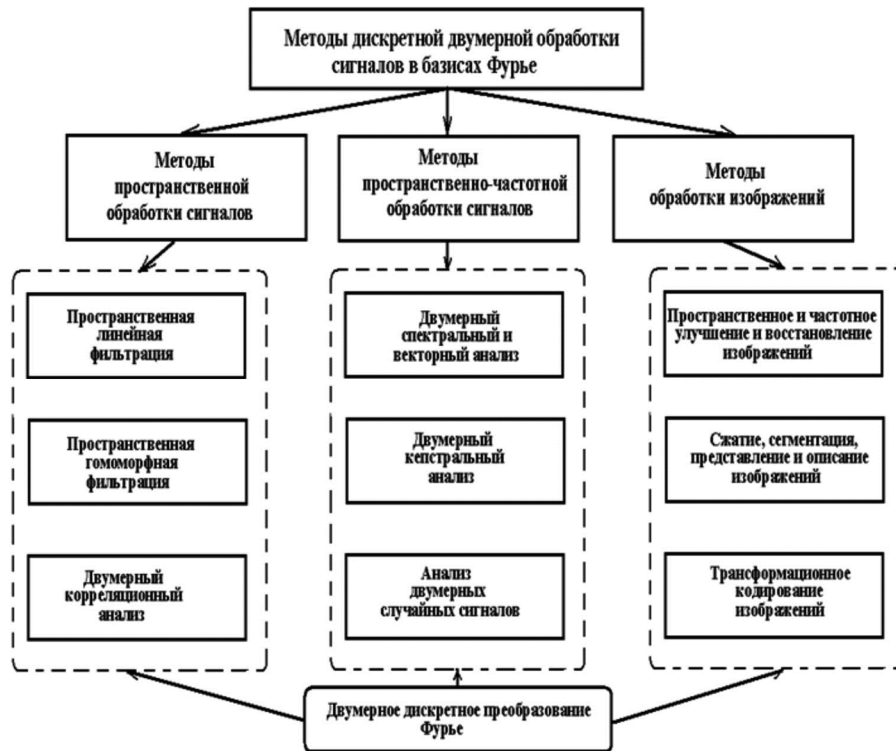 Методы дискретной двумерной обработки
сигналов в базисах Фурье
Методы
пространственной
обработки сигналов
Методы
пространственно-частотной
обработки сигналов
Методы
обработки изображений
Пространственная
линейная
фильтрация
Двумерный
спектральный и
векторный анализ
Пространственное и частотное
улучшение и восстановление
изображений
Пространственная
гомоморфная
фильтрация
Двумерный
кепстральный
анализ
Сжатие, сегментация,
представление и описание
изображений
Двумерный
корреляционный
анализ
Анализ
двумерных
случайных сигналов
Трансформационное
кодирование
изображений
Двумерное дискретное преобразование
Фурье